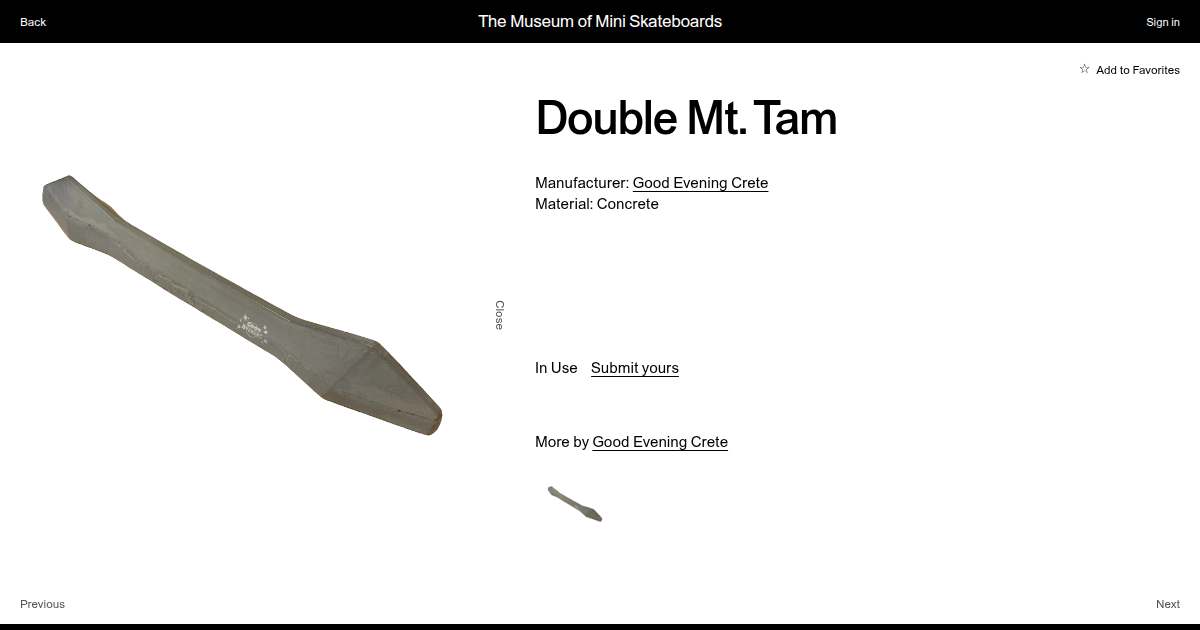 Back
The Museum of Mini Skateboards
Sign in
☆ Add to Favorites
Double Mt. Tam
Manufacturer: Good Evening Crete
Material: Concrete
Close
In Use Submit yours
More by Good Evening Crete
Previous
Next